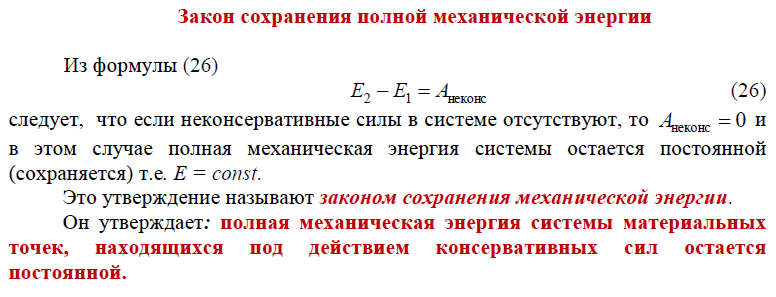 Закон сохранения полной механической энергии
Из формулы (26)
E₂ − E₁ = Aнеконс (26)
следует, что если неконсервативные силы в системе отсутствуют, то Aнеконс = 0 и
в этом случае полная механическая энергия системы остается постоянной
(сохраняется) т.е. E = const.
Это утверждение называют законом сохранения механической энергии.
Он утверждает: полная механическая энергия системы материальных
точек, находящихся под действием консервативных сил остается
постоянной.